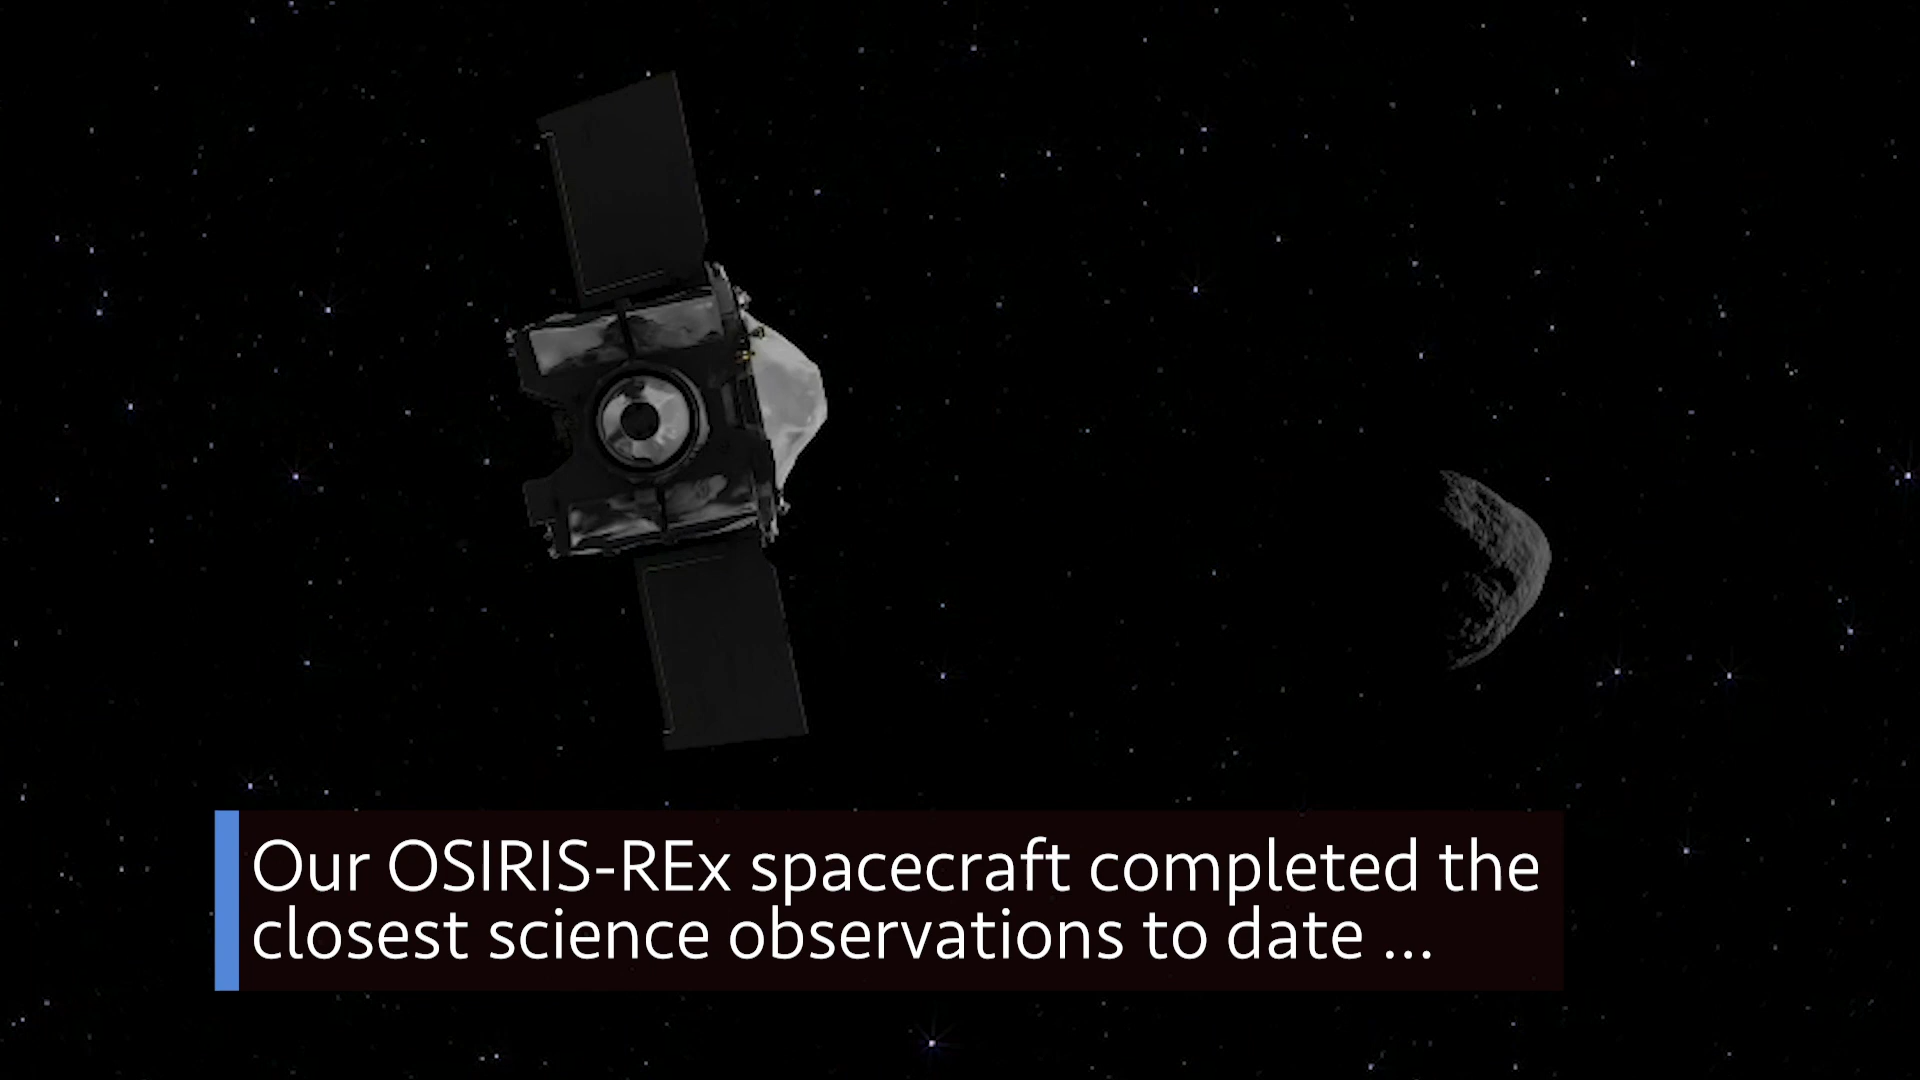 Our OSIRIS-REx spacecraft completed the
closest science observations to date ...